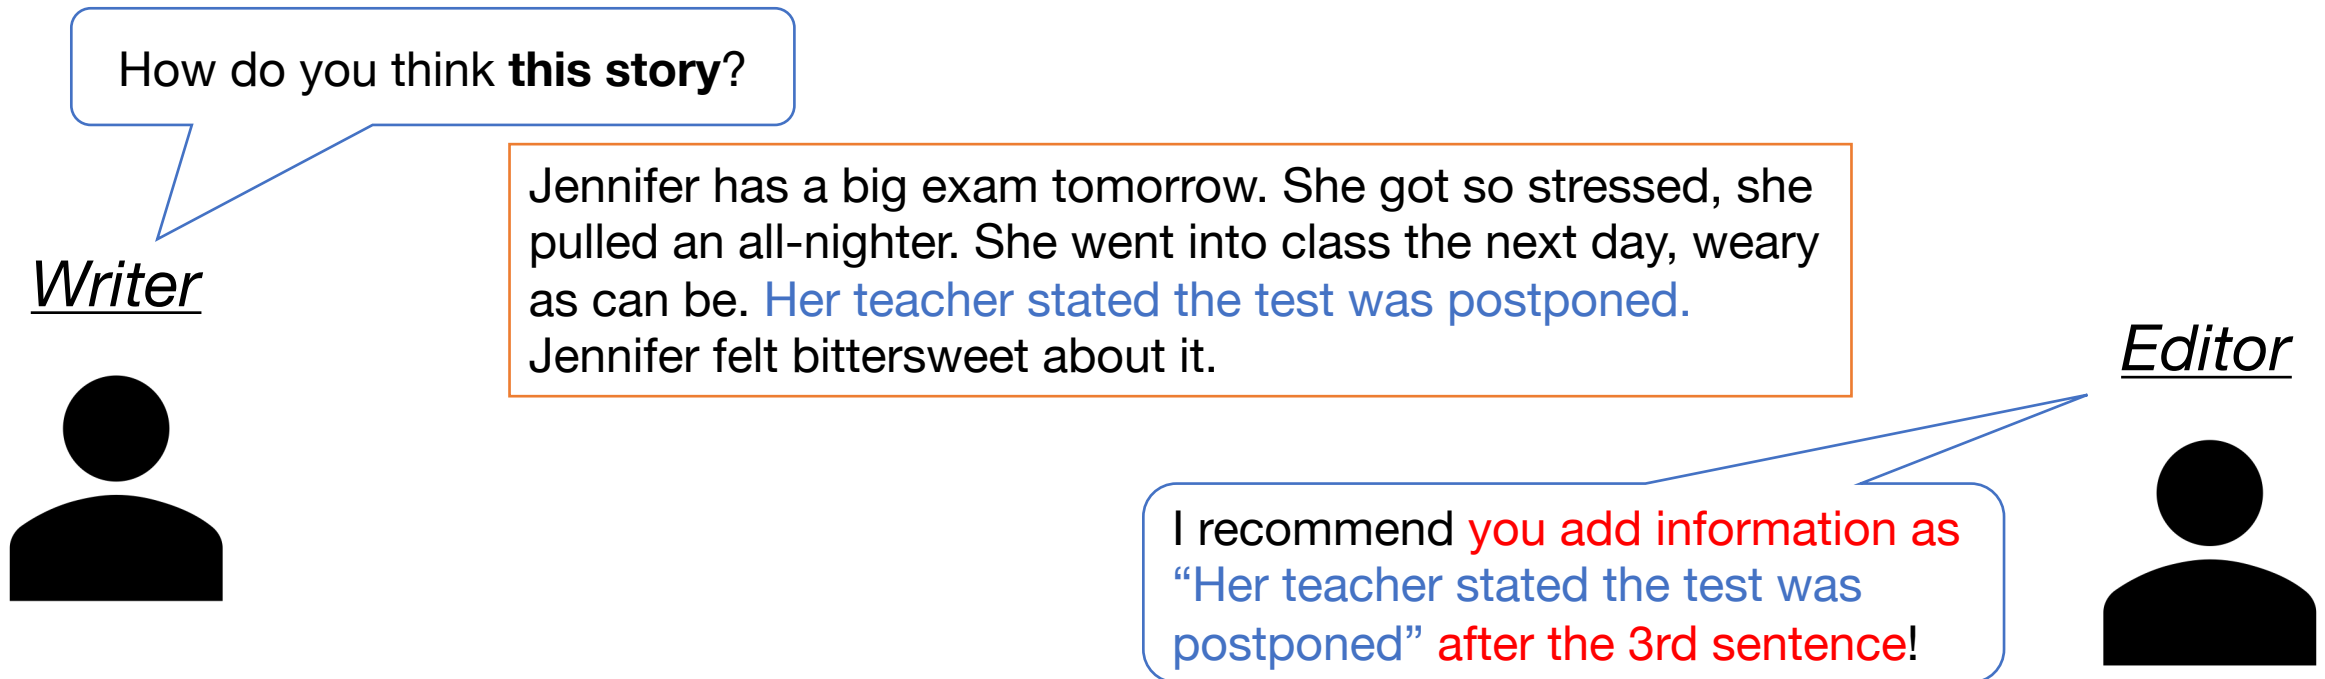 How do you think this story?
Jennifer has a big exam tomorrow. She got so stressed, she
pulled an all-nighter. She went into class the next day, weary
as can be. Her teacher stated the test was postponed.
Jennifer felt bittersweet about it.
Writer
Editor
I recommend you add information as
“Her teacher stated the test was
postponed” after the 3rd sentence!